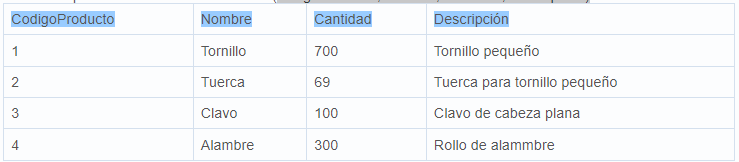 CodigoProducto Nombre Cantidad Descripción
1 Tornillo 700 Tornillo pequeño
2 Tuerca 69 Tuerca para tornillo pequeño
3 Clavo 100 Clavo de cabeza plana
4 Alambre 300 Rollo de alammbre